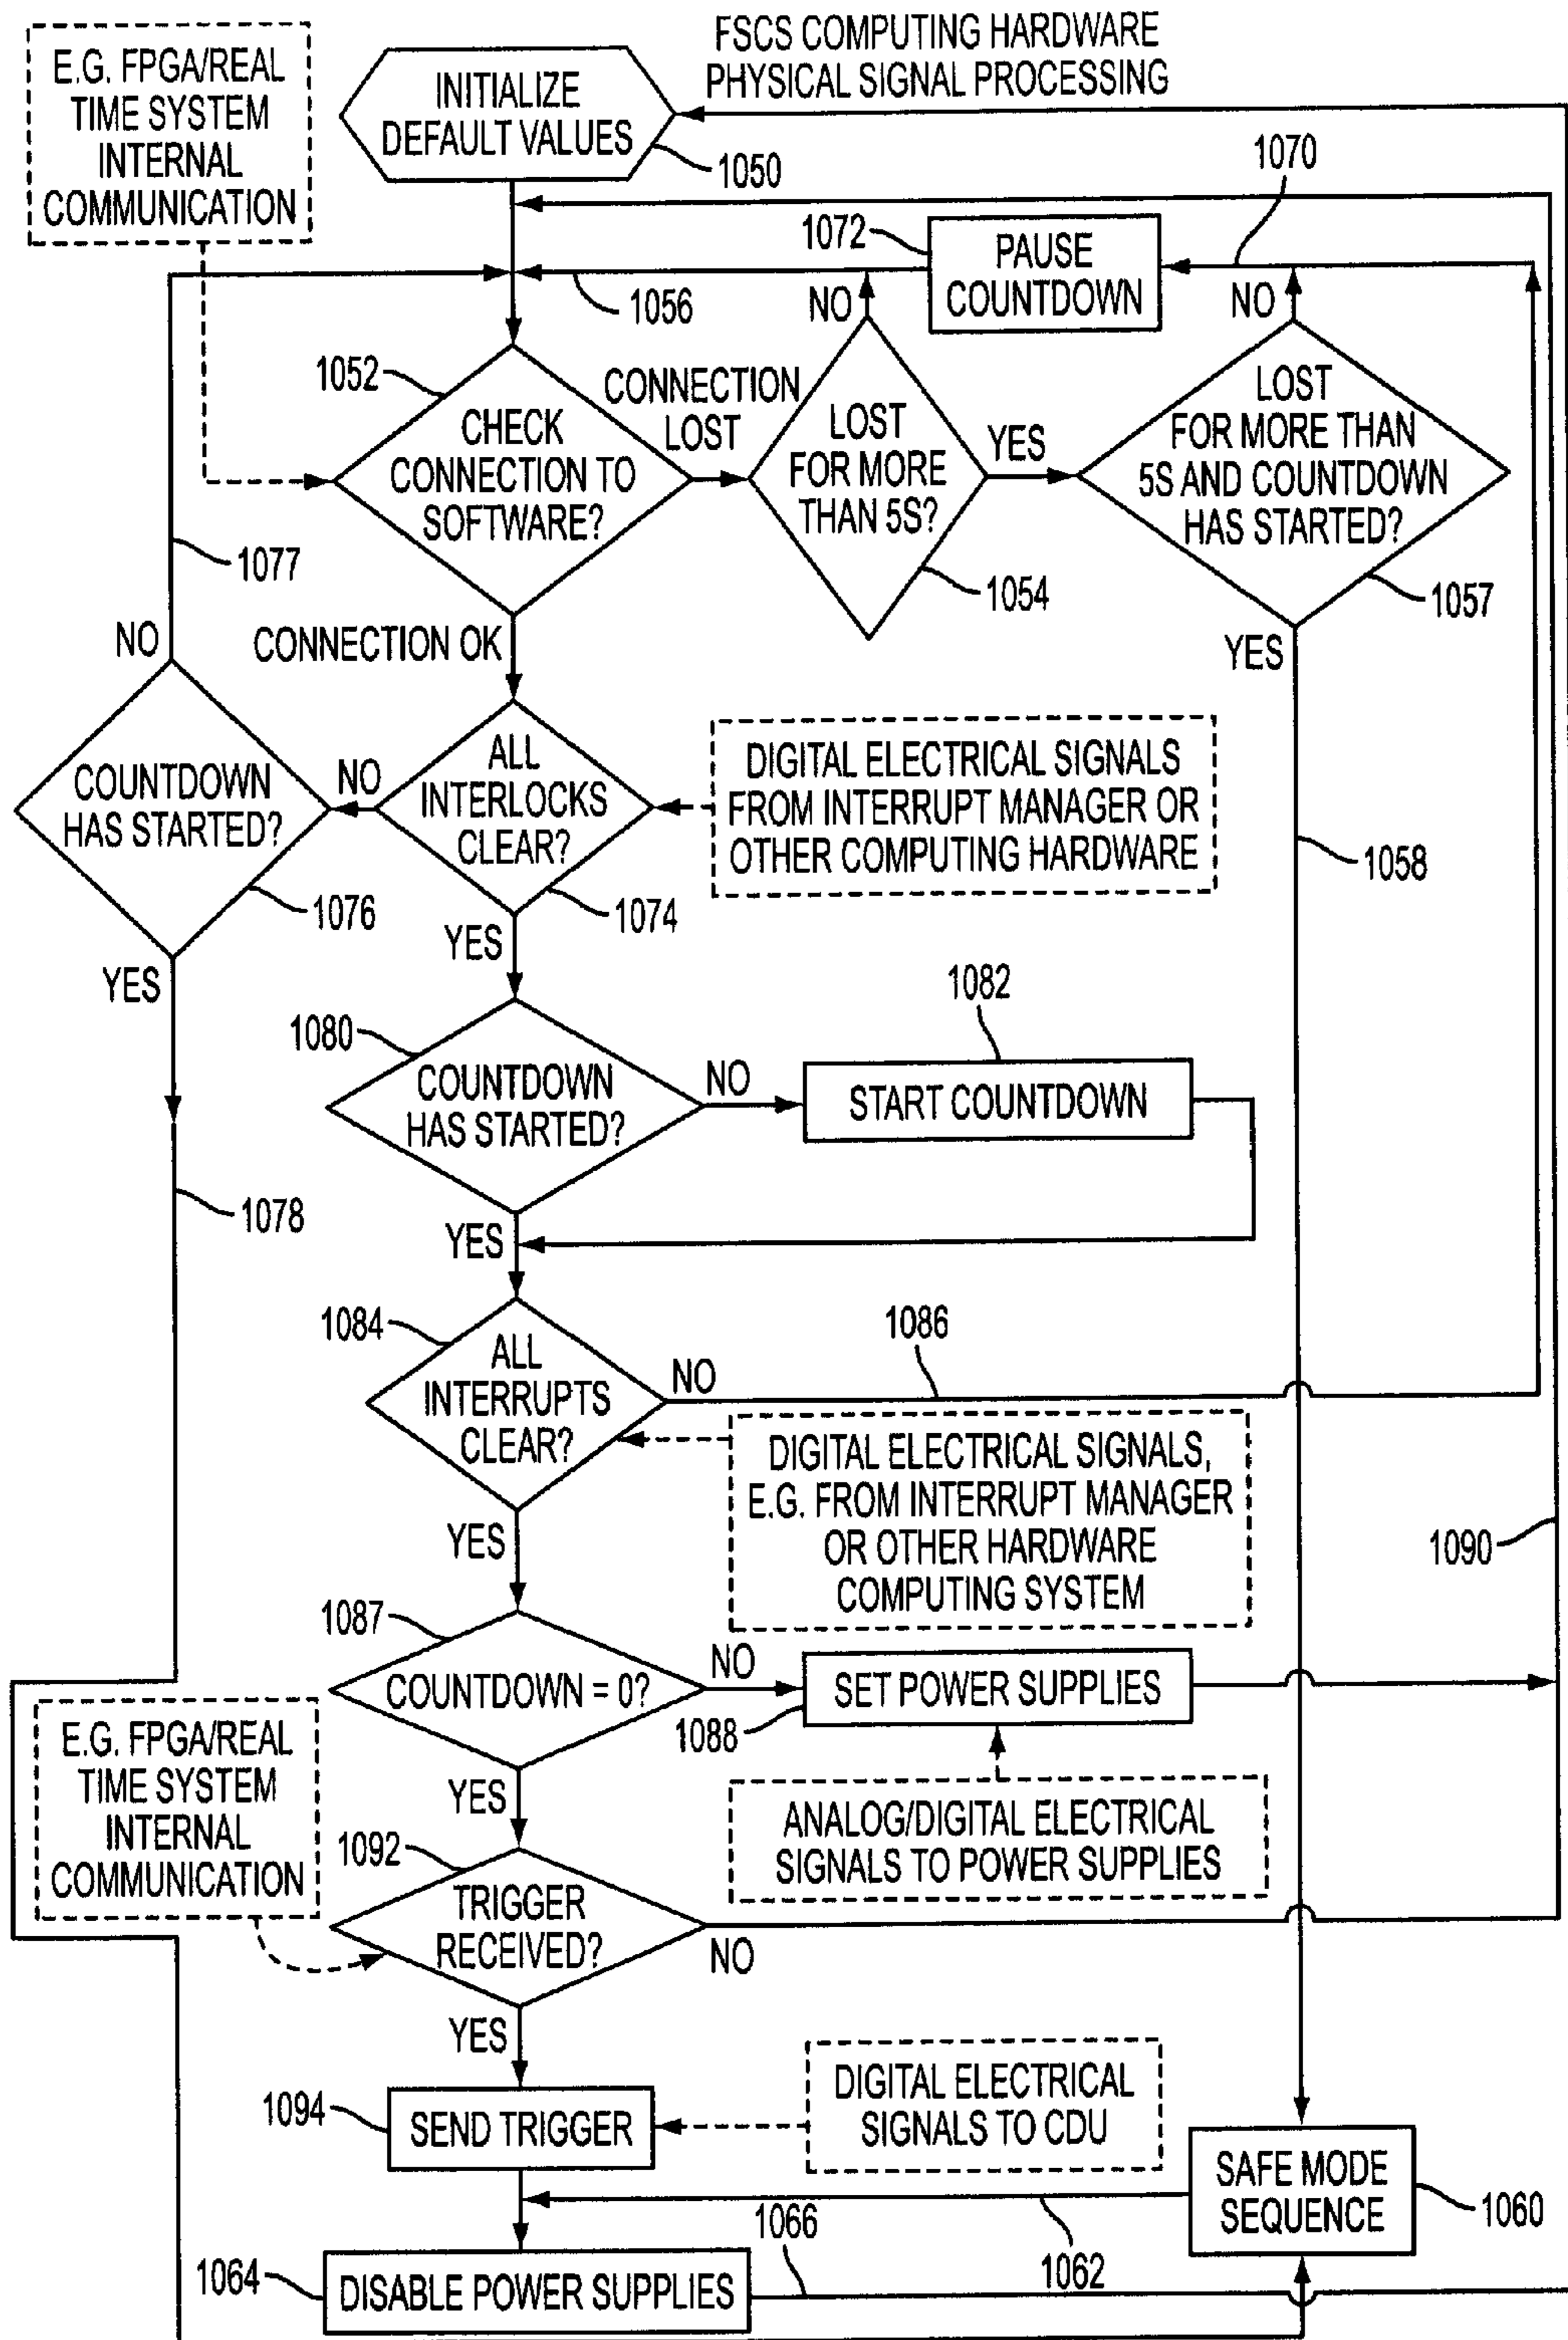 FSCS COMPUTING HARDWARE
PHYSICAL SIGNAL PROCESSING
E.G. FPGA/REAL
TIME SYSTEM
INTERNAL
COMMUNICATION
INITIALIZE
DEFAULT VALUES
1050
1070
1072
PAUSE
COUNTDOWN
1056
NO
NO
1052
CHECK
CONNECTION TO
SOFTWARE?
CONNECTION
LOST
LOST
FOR MORE
THAN 5S?
YES
1054
LOST
FOR MORE THAN
5S AND COUNTDOWN
HAS STARTED?
1057
YES
1077
NO
CONNECTION OK
COUNTDOWN
HAS STARTED?
1076
NO
ALL
INTERLOCKS
CLEAR?
1074
DIGITAL ELECTRICAL SIGNALS
FROM INTERRUPT MANAGER OR
OTHER COMPUTING HARDWARE
1058
YES
YES
1080
COUNTDOWN
HAS STARTED?
NO
1082
START COUNTDOWN
1078
YES
1084
ALL
INTERRUPTS
CLEAR?
NO
1086
DIGITAL ELECTRICAL SIGNALS,
E.G. FROM INTERRUPT MANAGER
OR OTHER HARDWARE
COMPUTING SYSTEM
1090
YES
1087
COUNTDOWN = 0?
NO
SET POWER SUPPLIES
1088
E.G. FPGA/REAL
TIME SYSTEM
INTERNAL
COMMUNICATION
YES
ANALOG/DIGITAL ELECTRICAL
SIGNALS TO POWER SUPPLIES
1092
TRIGGER
RECEIVED?
NO
YES
1094
SEND TRIGGER
DIGITAL ELECTRICAL
SIGNALS TO CDU
SAFE MODE
SEQUENCE
1060
1066
1062
1064
DISABLE POWER SUPPLIES